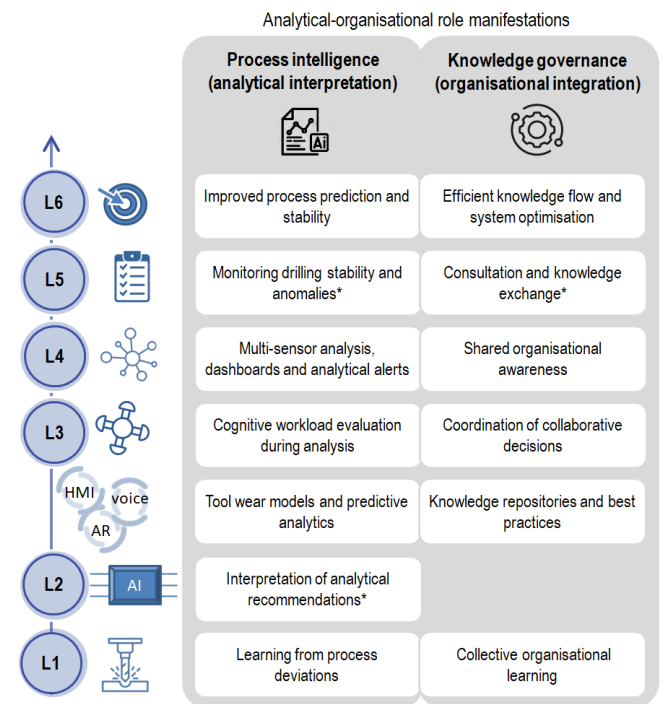 Analytical-organisational role manifestations
Process intelligence
(analytical interpretation)
Knowledge governance
(organisational integration)
Ai
L6
Improved process prediction and
stability
Efficient knowledge flow and
system optimisation
L5
Monitoring drilling stability and
anomalies*
Consultation and knowledge
exchange*
L4
Multi-sensor analysis,
dashboards and analytical alerts
Shared organisational
awareness
L3
Cognitive workload evaluation
during analysis
Coordination of collaborative
decisions
HMI
voice
AR
Tool wear models and predictive
analytics
Knowledge repositories and best
practices
L2
AI
Interpretation of analytical
recommendations*
L1
Learning from process
deviations
Collective organisational
learning